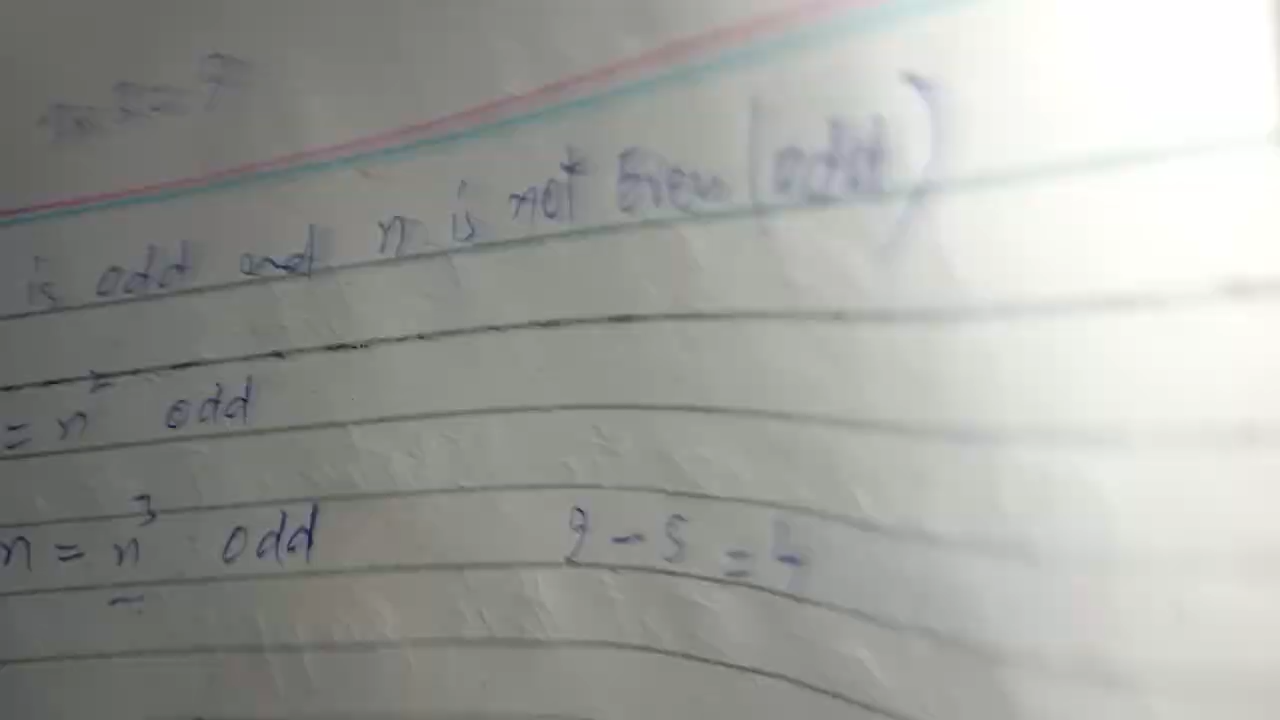 is odd and n is not Even (odd)
= n² odd
n = n³ odd
9 - 5 = 4